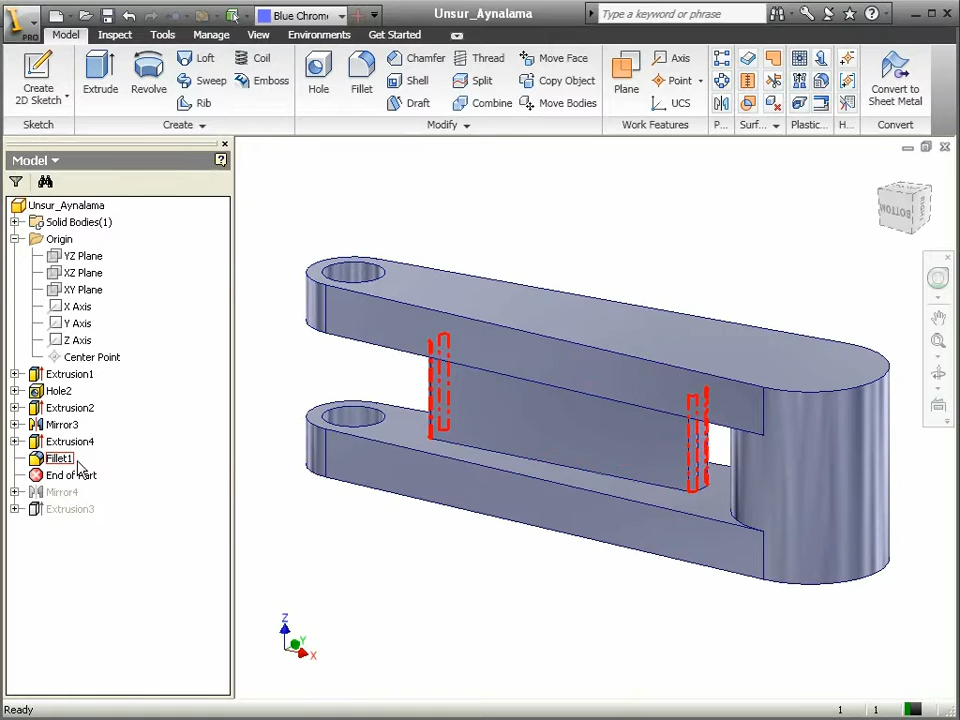 Blue Chrome
Unsur_Aynalama
Type a keyword or phrase
PRO
Model
Inspect
Tools
Manage
View
Environments
Get Started
Create
2D Sketch
Extrude
Revolve
Loft
Sweep
Rib
Coil
Emboss
Hole
Fillet
Chamfer
Shell
Draft
Thread
Split
Combine
Move Face
Copy Object
Move Bodies
Plane
Axis
Point
UCS
Convert to
Sheet Metal
Sketch
Create
Modify
Work Features
P...
Surf...
Plastic...
H...
Convert
Model
Unsur_Aynalama
Solid Bodies(1)
Origin
YZ Plane
XZ Plane
XY Plane
X Axis
Y Axis
Z Axis
Center Point
Extrusion1
Hole2
Extrusion2
Mirror3
Extrusion4
Fillet1
End of Part
Mirror4
Extrusion3
BOTTOM
Z
Y
X
Ready
1
1